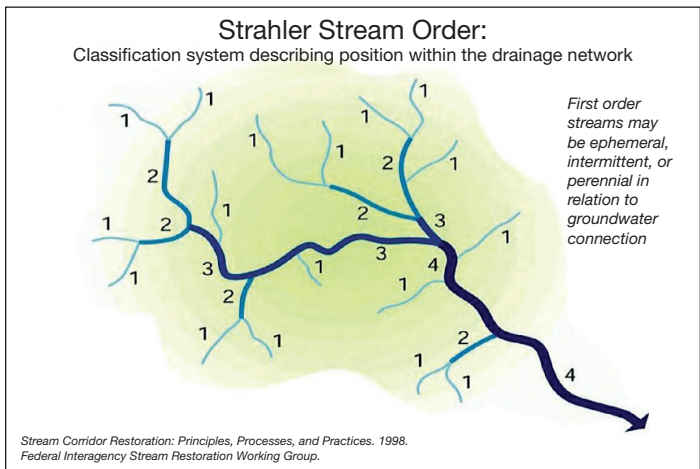 Strahler Stream Order:
Classification system describing position within the drainage network
1
1
1
1
1
1
2
1
2
1
2
1
2
3
1
3
3
1
4
1
1
2
1
1
2
1
4
1
First order
streams may
be ephemeral,
intermittent, or
perennial in
relation to
groundwater
connection
Stream Corridor Restoration: Principles, Processes, and Practices. 1998.
Federal Interagency Stream Restoration Working Group.